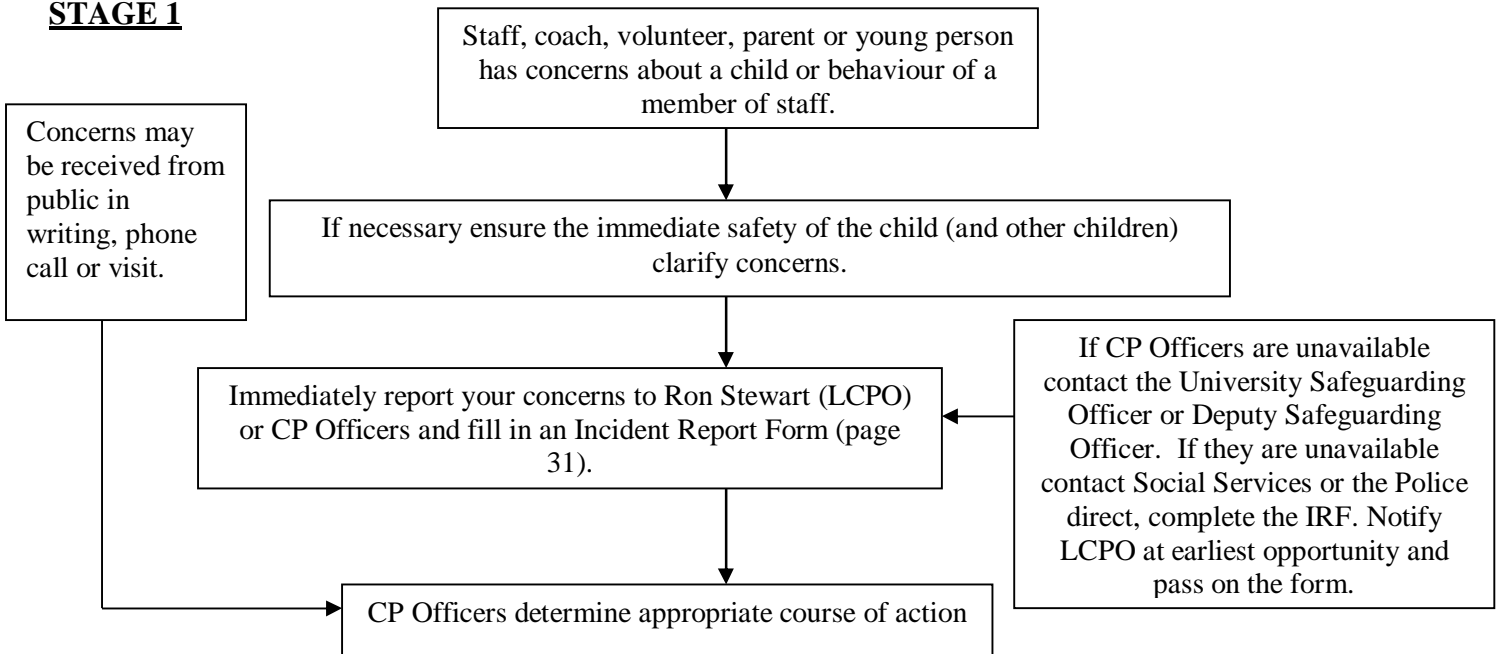 STAGE 1
Staff, coach, volunteer, parent or young person
has concerns about a child or behaviour of a
member of staff.
Concerns may
be received from
public in
writing, phone
call or visit.
If necessary ensure the immediate safety of the child (and other children)
clarify concerns.
Immediately report your concerns to Ron Stewart (LCPO)
or CP Officers and fill in an Incident Report Form (page
31).
If CP Officers are unavailable
contact the University Safeguarding
Officer or Deputy Safeguarding
Officer.  If they are unavailable
contact Social Services or the Police
direct, complete the IRF. Notify
LCPO at earliest opportunity and
pass on the form.
CP Officers determine appropriate course of action